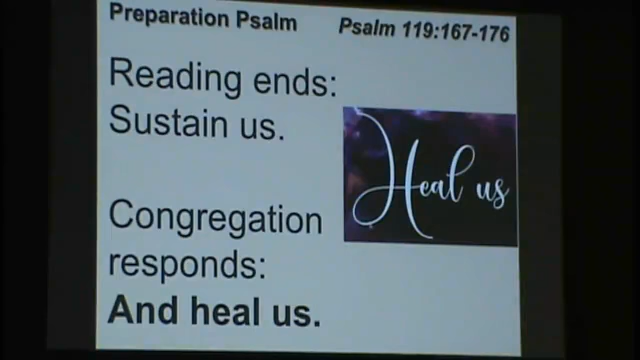 Preparation Psalm Psalm 119:167-176
Reading ends:
Sustain us.
Heal us
Congregation
responds:
And heal us.